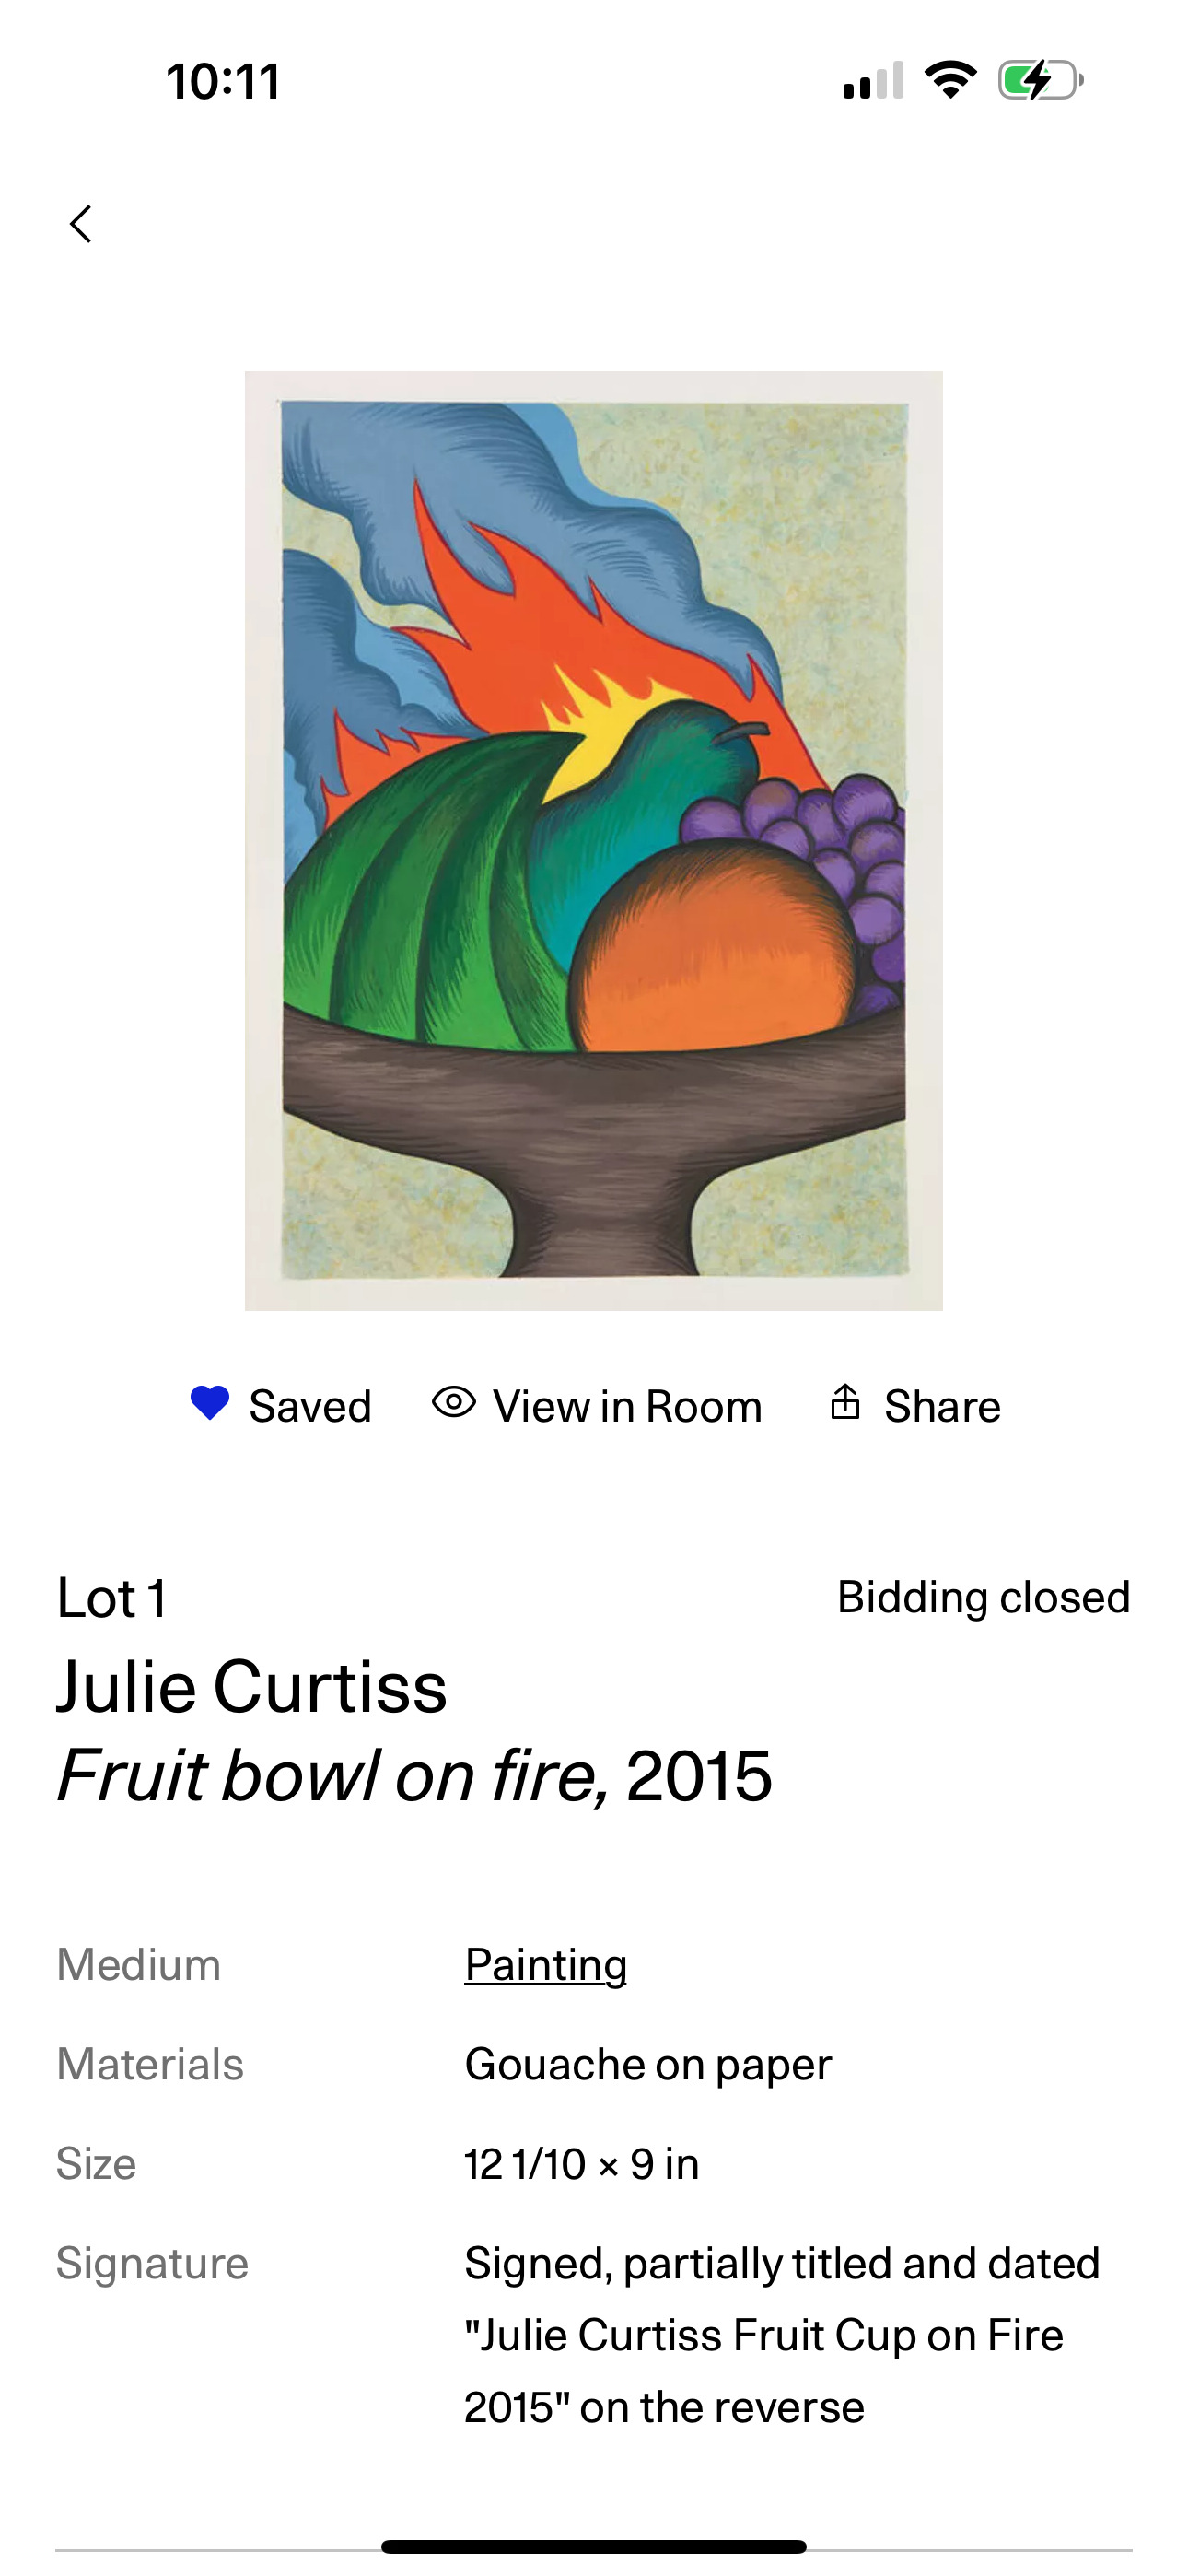 10:11
Saved View in Room Share
Lot 1 Bidding closed
Julie Curtiss
Fruit bowl on fire, 2015
Medium Painting
Materials Gouache on paper
Size 12 1/10 × 9 in
Signature Signed, partially titled and dated
"Julie Curtiss Fruit Cup on Fire
2015" on the reverse